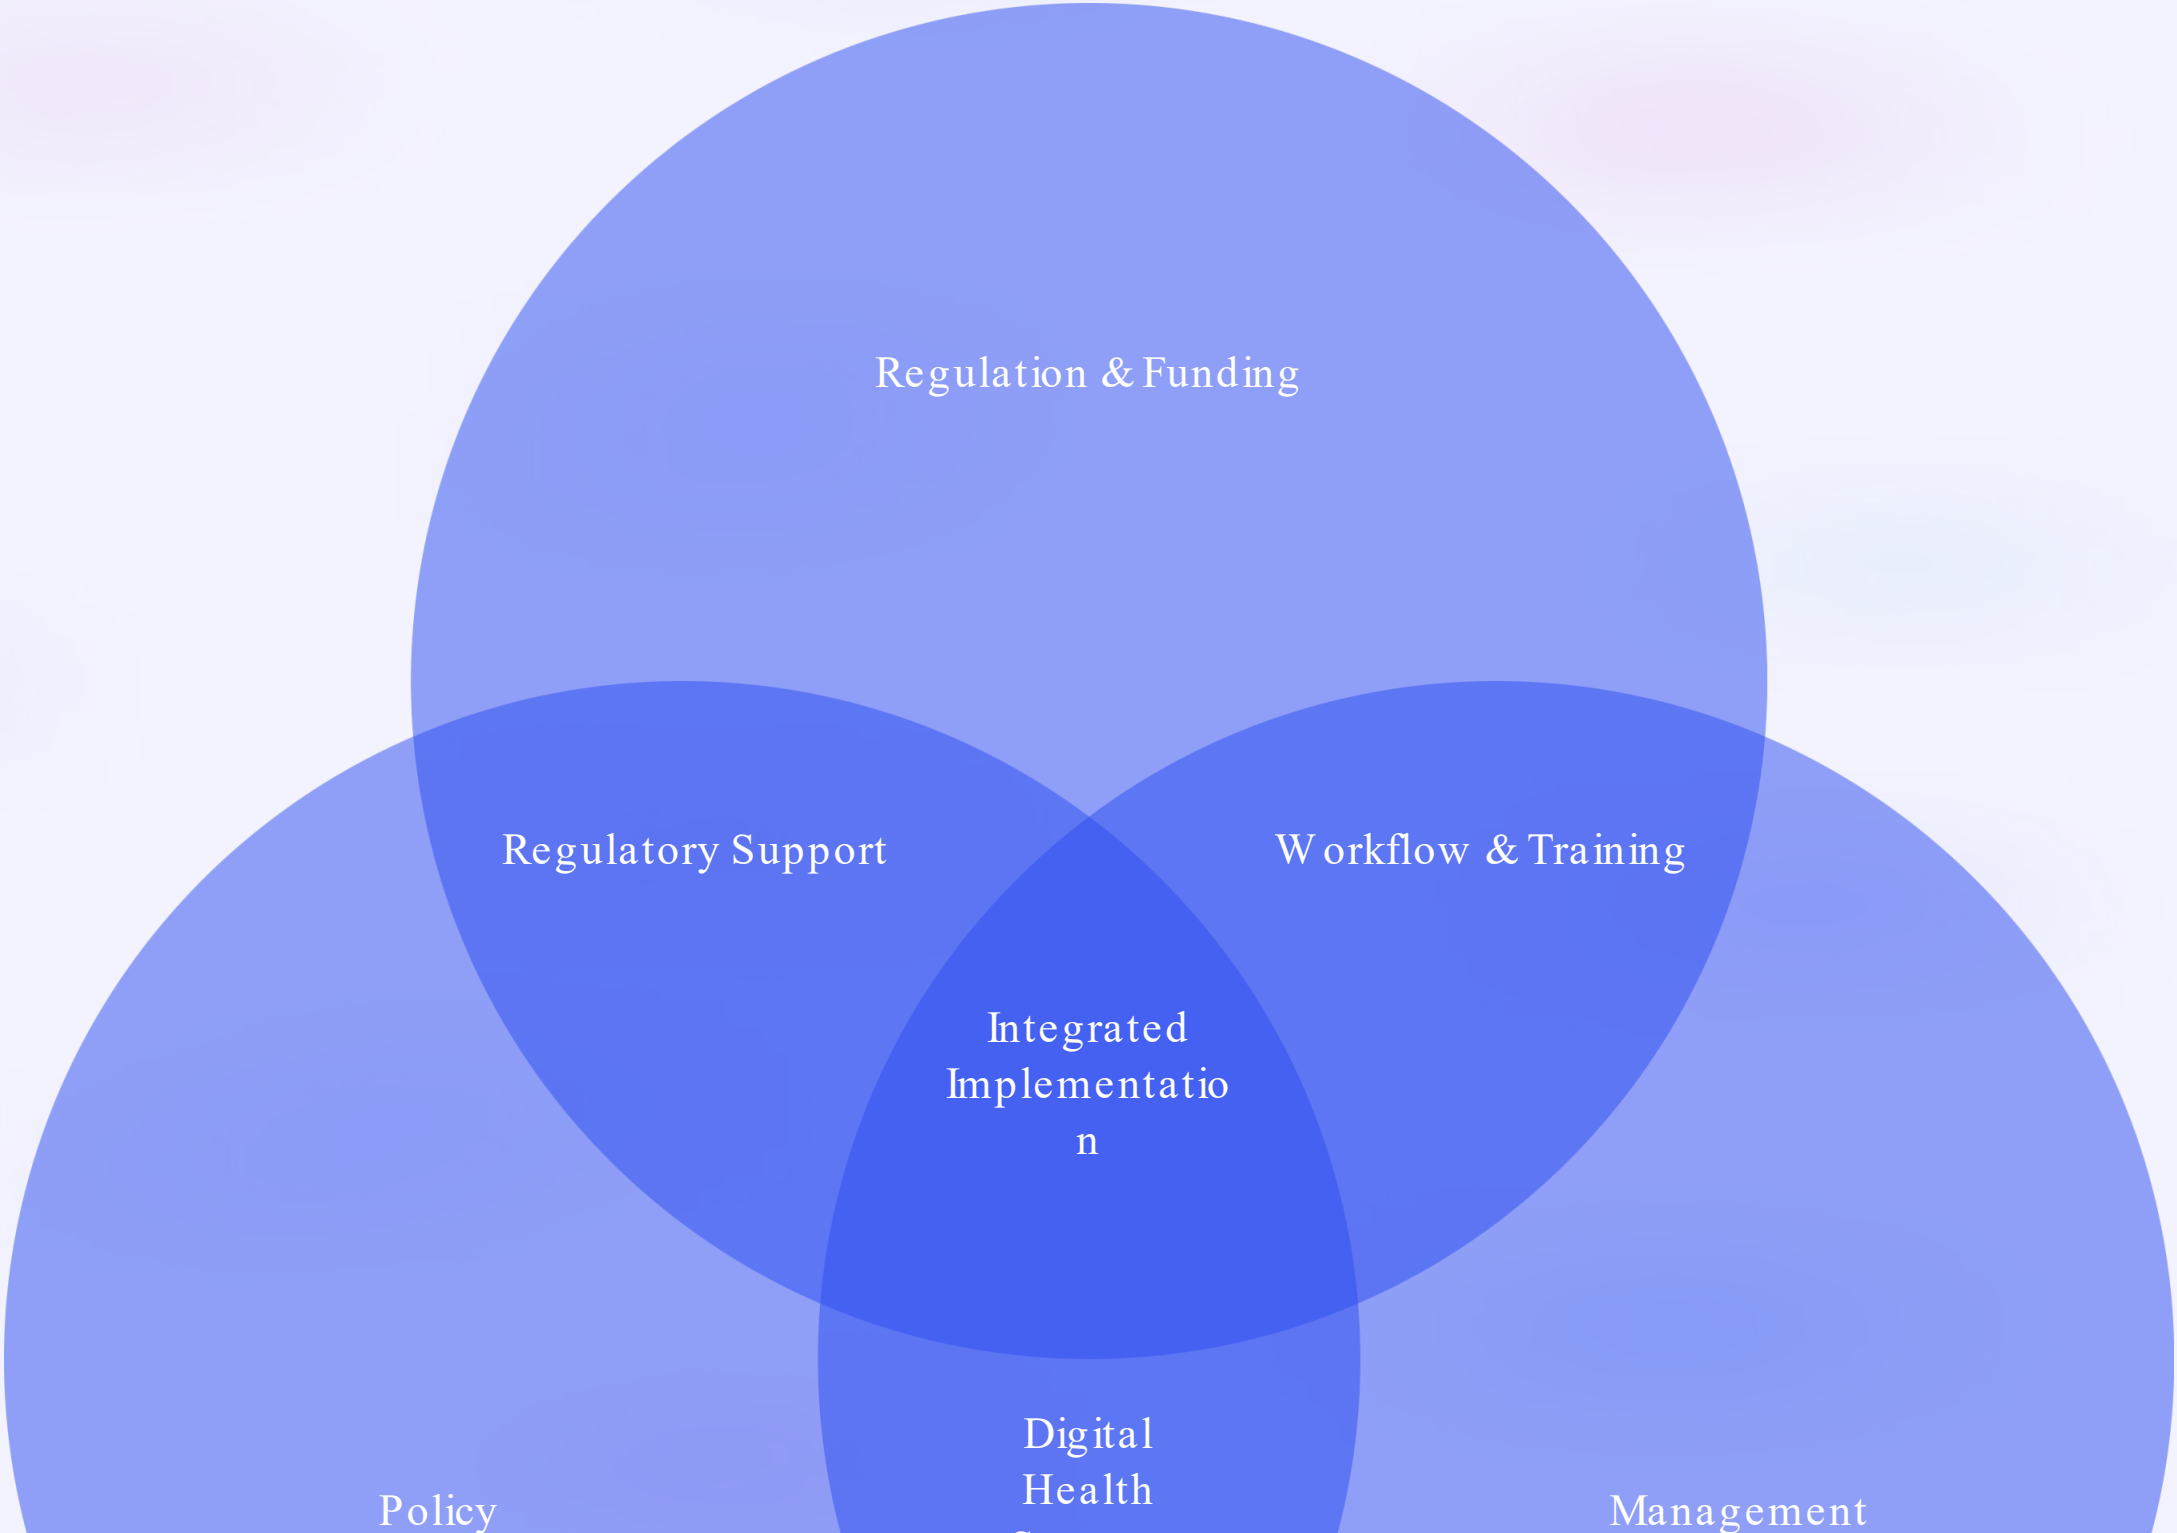 Regulation & Funding
Regulatory Support
Workflow & Training
Integrated
Implementatio
n
Digital
Health
Policy
Management